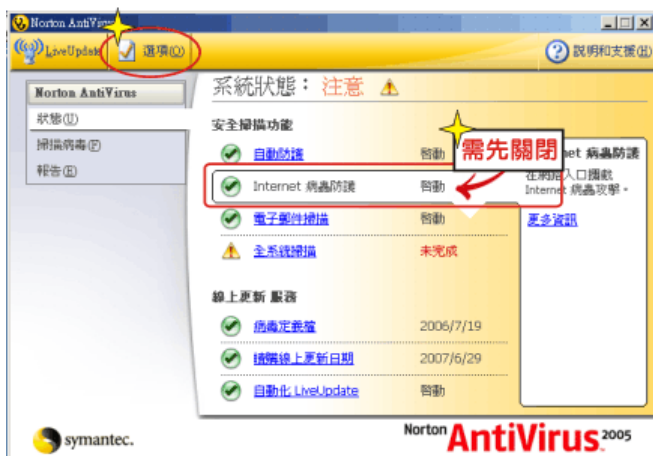 Norton AntiVirus
LiveUpdate 選項(O) 說明和支援(H)
Norton AntiVirus
狀態(U)
掃描病毒(F)
報告(E)
系統狀態： 注意
安全掃描功能
自動防護 啟動
Internet 病蟲防護 啟動
電子郵件掃描 啟動
全系統掃描 未完成
線上更新 服務
病毒定義檔 2006/7/19
續購線上更新日期 2007/6/29
自動化 LiveUpdate 啟動
需先關閉
病蟲防護
在網路入口攔截
Internet 病蟲攻擊。
更多資訊
symantec.
Norton AntiVirus 2005